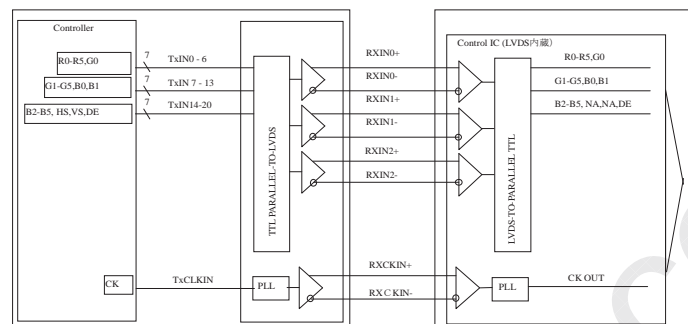 Controller
R0-R5,G0
G1-G5,B0,B1
B2-B5, HS,VS,DE
CK
7
7
7
TxIN0 - 6
TxIN 7 - 13
TxIN14-20
TxCLKIN
TTL PARALLEL-TO-LVDS
PLL
RXIN0+
RXIN0-
RXIN1+
RXIN1-
RXIN2+
RXIN2-
RXCKIN+
RXＣKIN-
Control IC (LVDS内蔵)
LVDS-TO-PARALLEL TTL
PLL
R0-R5,G0
G1-G5,B0,B1
B2-B5, NA,NA,DE
CK OUT